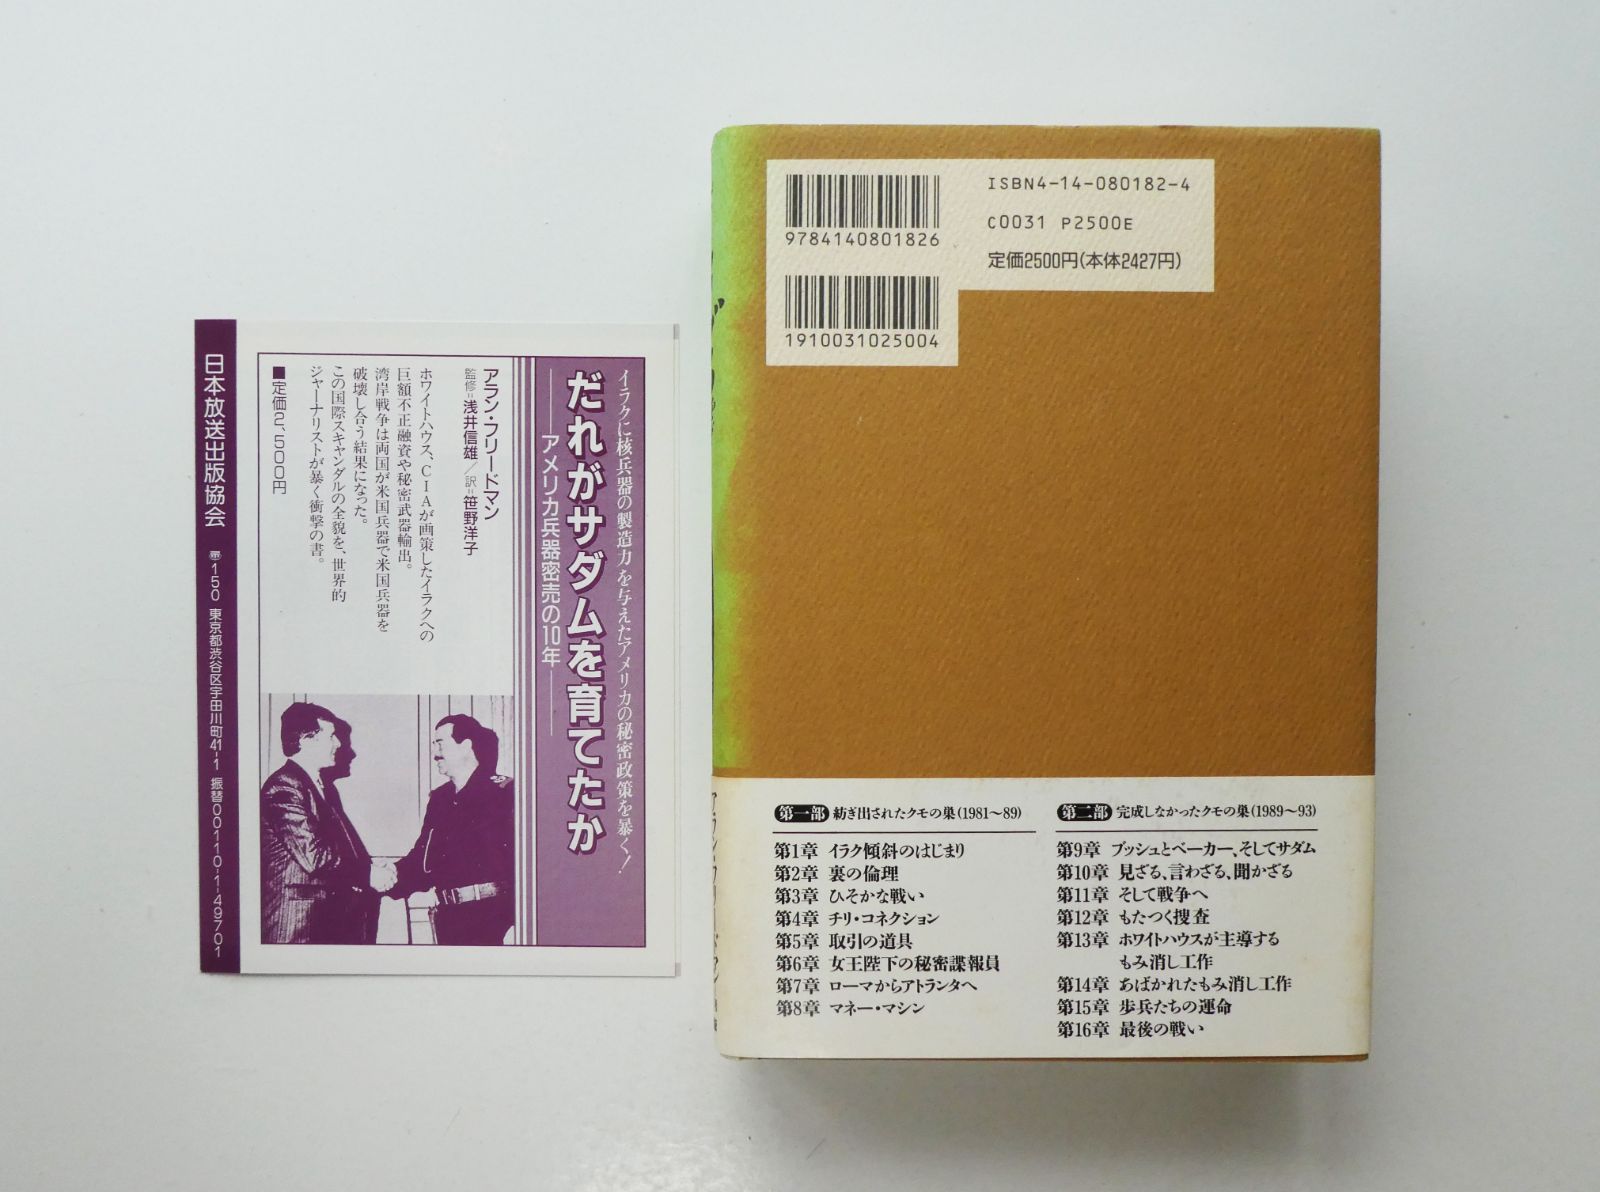 イラクに核兵器の製造力を与えたアメリカの秘密政策を暴く!
だれがサダムを育てたか
──アメリカ兵器密売の10年──
アラン・フリードマン
監修=浅井信雄/訳=笹野洋子
ホワイトハウス、CIAが画策したイラクへの
巨額不正融資や秘密武器輸出。
湾岸戦争は両国が米国兵器で米国兵器を
破壊し合う結果になった。
この国際スキャンダルの全貌を、世界的
ジャーナリストが暴く衝撃の書。
■定価2,500円
日本放送出版協会 〠150 東京都渋谷区宇田川町41-1 振替00110-1-49701
9784140801826
ISBN4-14-080182-4
C0031 P2500E
定価2500円(本体2427円)
1910031025004
第一部 紡ぎ出されたクモの巣(1981~89)
第1章 イラク傾斜のはじまり
第2章 裏の倫理
第3章 ひそかな戦い
第4章 チリ・コネクション
第5章 取引の道具
第6章 女王陛下の秘密諜報員
第7章 ローマからアトランタへ
第8章 マネー・マシン
第二部 完成しなかったクモの巣(1989~93)
第9章 ブッシュとベーカー、そしてサダム
第10章 見ざる、言わざる、聞かざる
第11章 そして戦争へ
第12章 もたつく捜査
第13章 ホワイトハウスが主導する
もみ消し工作
第14章 あばかれたもみ消し工作
第15章 歩兵たちの運命
第16章 最後の戦い